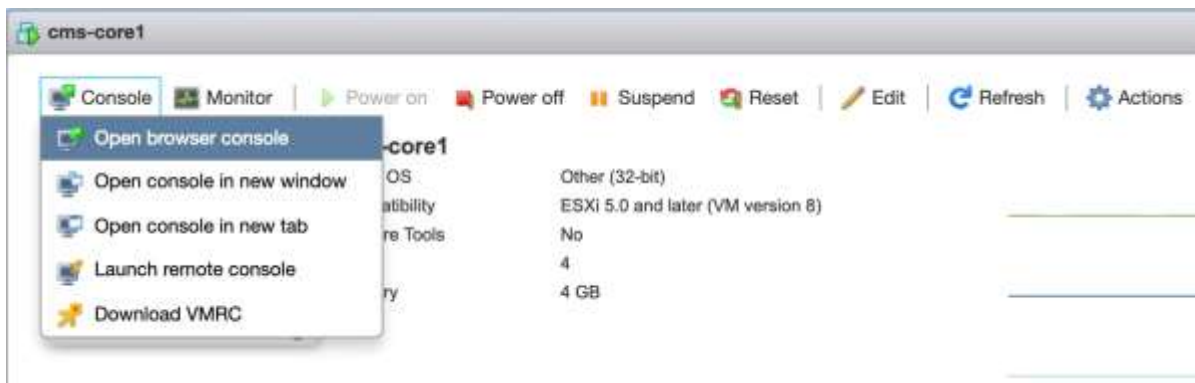 cms-core1
Console Monitor Power on Power off Suspend Reset Edit Refresh Actions
Open browser console
Open console in new window
Open console in new tab
Launch remote console
Download VMRC
-core1
OS Other (32-bit)
atibility ESXi 5.0 and later (VM version 8)
re Tools No
4
ry 4 GB